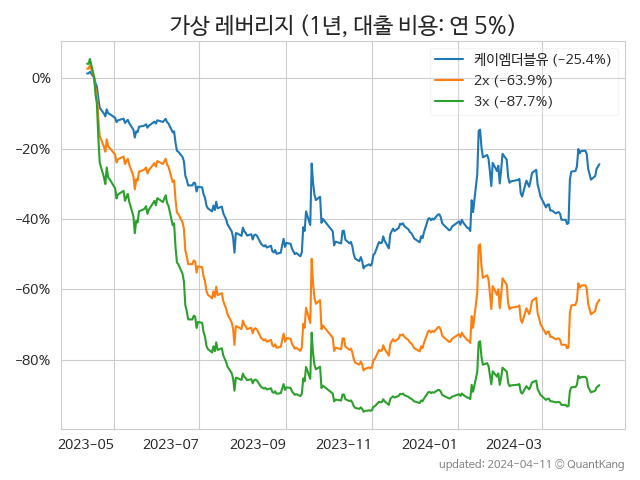 가상 레버리지 (1년, 대출 비용: 연 5%)
케이엠더블유 (−25.4%)
2x (−63.9%)
3x (−87.7%)
0%
−20%
−40%
−60%
−80%
2023-05 2023-07 2023-09 2023-11 2024-01 2024-03
updated: 2024-04-11 © QuantKang